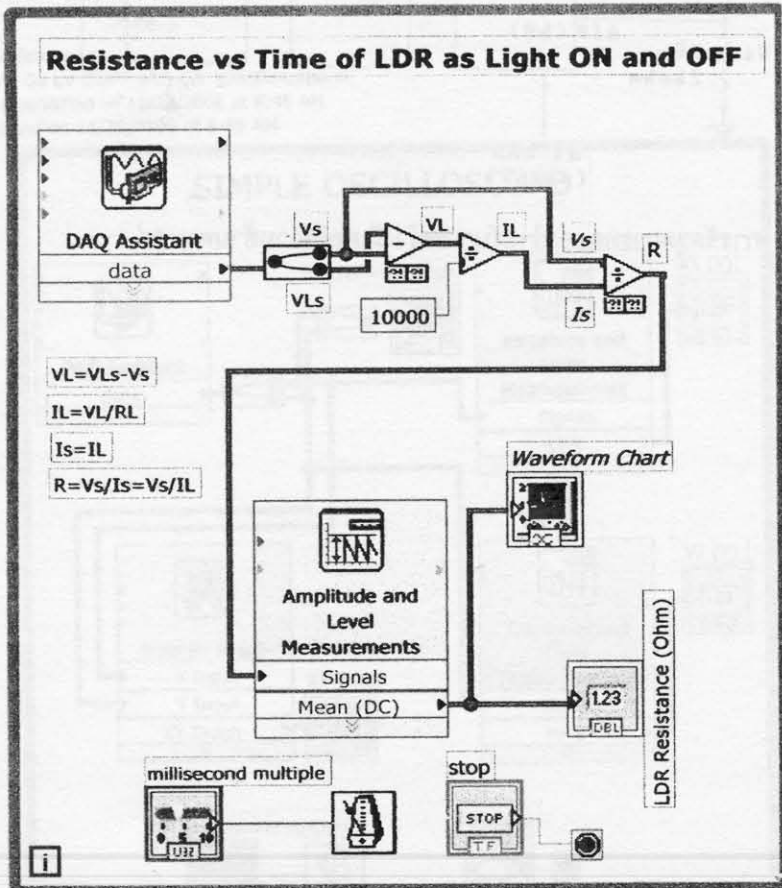 Resistance vs Time of LDR as Light ON and OFF
DAQ Assistant
data
Vs
VLs
VL
IL
Vs
Is
R
10000
VL=VLs-Vs
IL=VL/RL
Is=IL
R=Vs/Is=Vs/IL
Waveform Chart
Amplitude and
Level
Measurements
Signals
Mean (DC)
1.23
DBL
LDR Resistance (Ohm)
millisecond multiple
U32
stop
STOP
TF
i